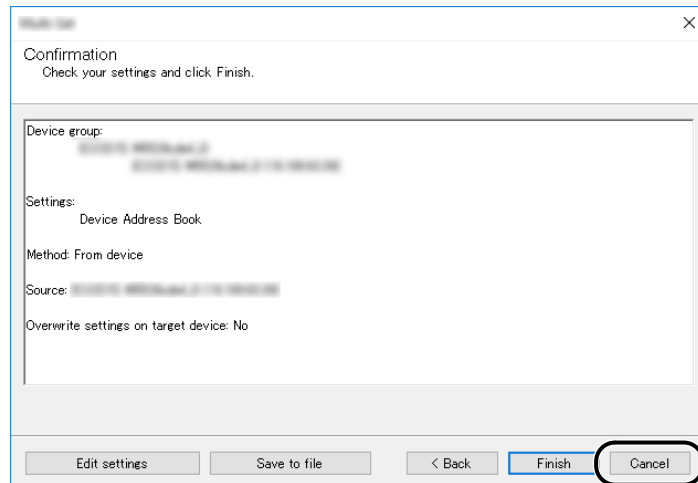 Confirmation
Check your settings and click Finish.
Device group:
Settings:
Device Address Book
Method: From device
Source:
Overwrite settings on target device: No
Edit settings
Save to file
< Back
Finish
Cancel